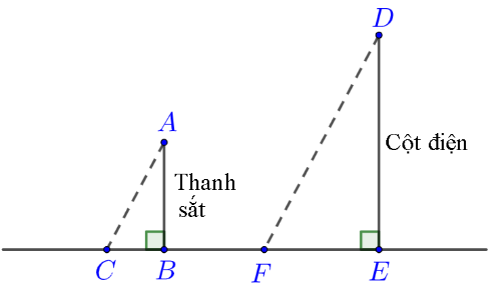 D
A
Cột điện
Thanh
sắt
C B F E